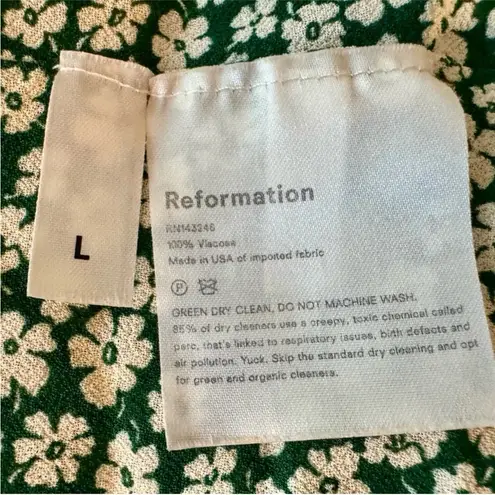 L
Reformation
RN143246
100% Viscose
Made in USA of imported fabric
P
GREEN DRY CLEAN, DO NOT MACHINE WASH.
85% of dry cleaners use a creepy, toxic chemical called
perc, that's linked to respiratory issues, birth defects and
air pollution. Yuck. Skip the standard dry cleaning and opt
for green and organic cleaners.